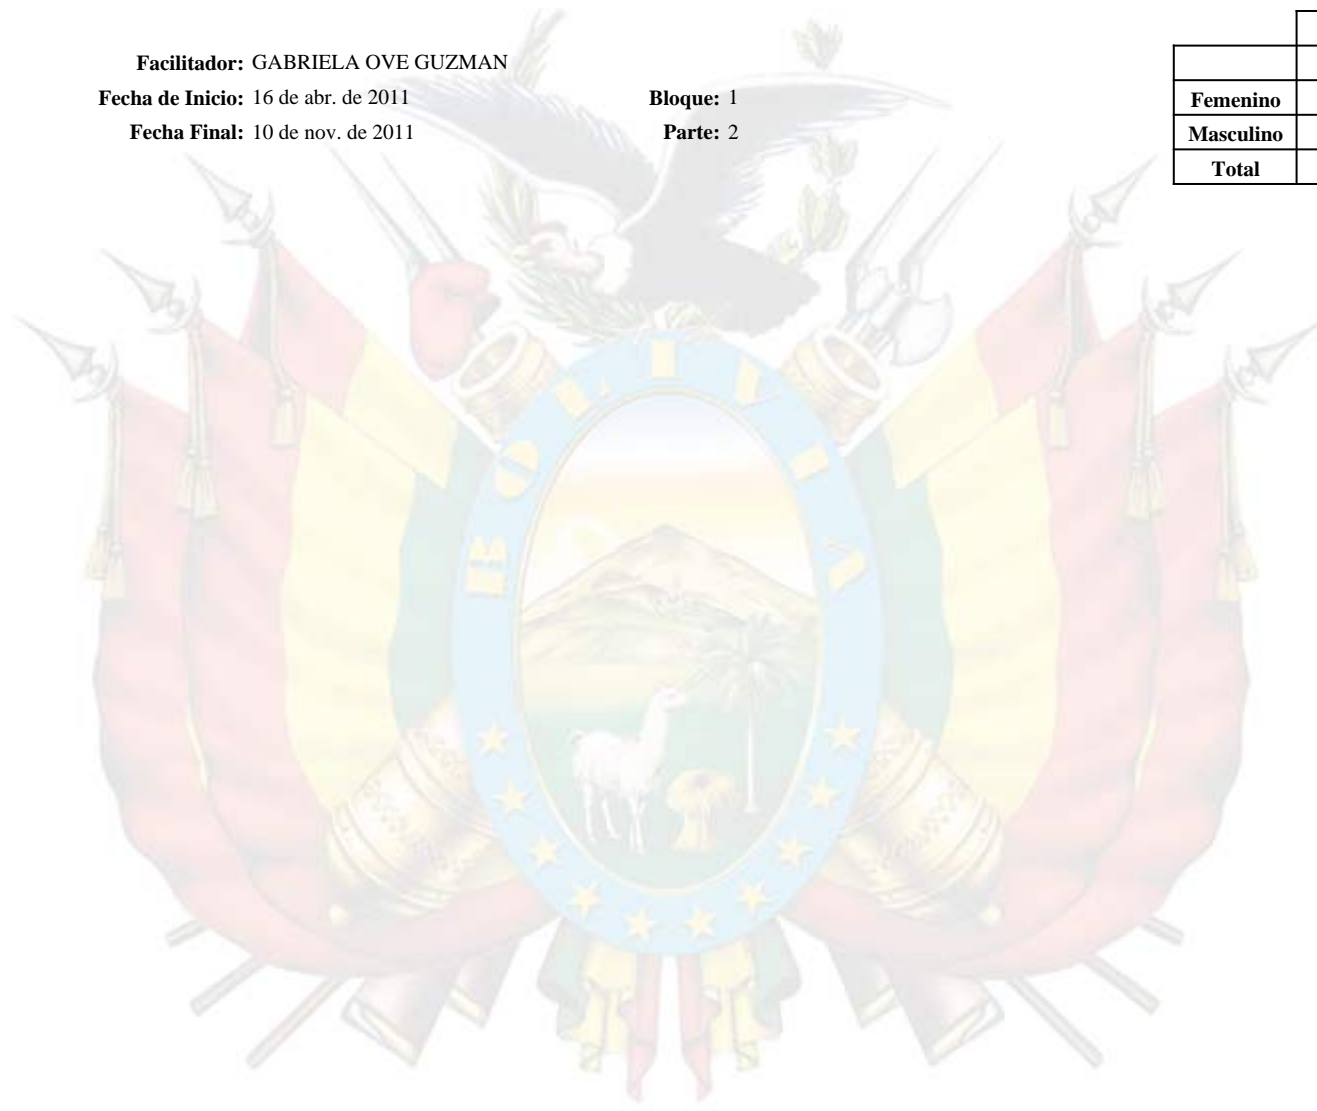 Facilitador: GABRIELA OVE GUZMAN
Fecha de Inicio: 16 de abr. de 2011 Bloque: 1
Fecha Final: 10 de nov. de 2011 Parte: 2
Femenino
Masculino
Total
BOLIVIA